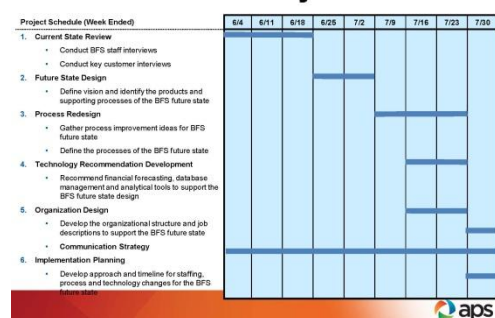 Project Schedule (Week Ended) 6/4 6/11 6/18 6/25 7/2 7/9 7/16 7/23 7/30
1. Current State Review
• Conduct BFS staff interviews
• Conduct key customer interviews
2. Future State Design
• Define vision and identify the products and
supporting processes of the BFS future state
3. Process Redesign
• Gather process improvement ideas for BFS
future state
• Define the processes of the BFS future state
4. Technology Recommendation Development
• Recommend financial forecasting, database
management and analytical tools to support the
BFS future state design
5. Organization Design
• Develop the organizational structure and job
descriptions to support the BFS future state
• Communication Strategy
6. Implementation Planning
• Develop approach and timeline for staffing,
process and technology changes for the BFS
future state
aps